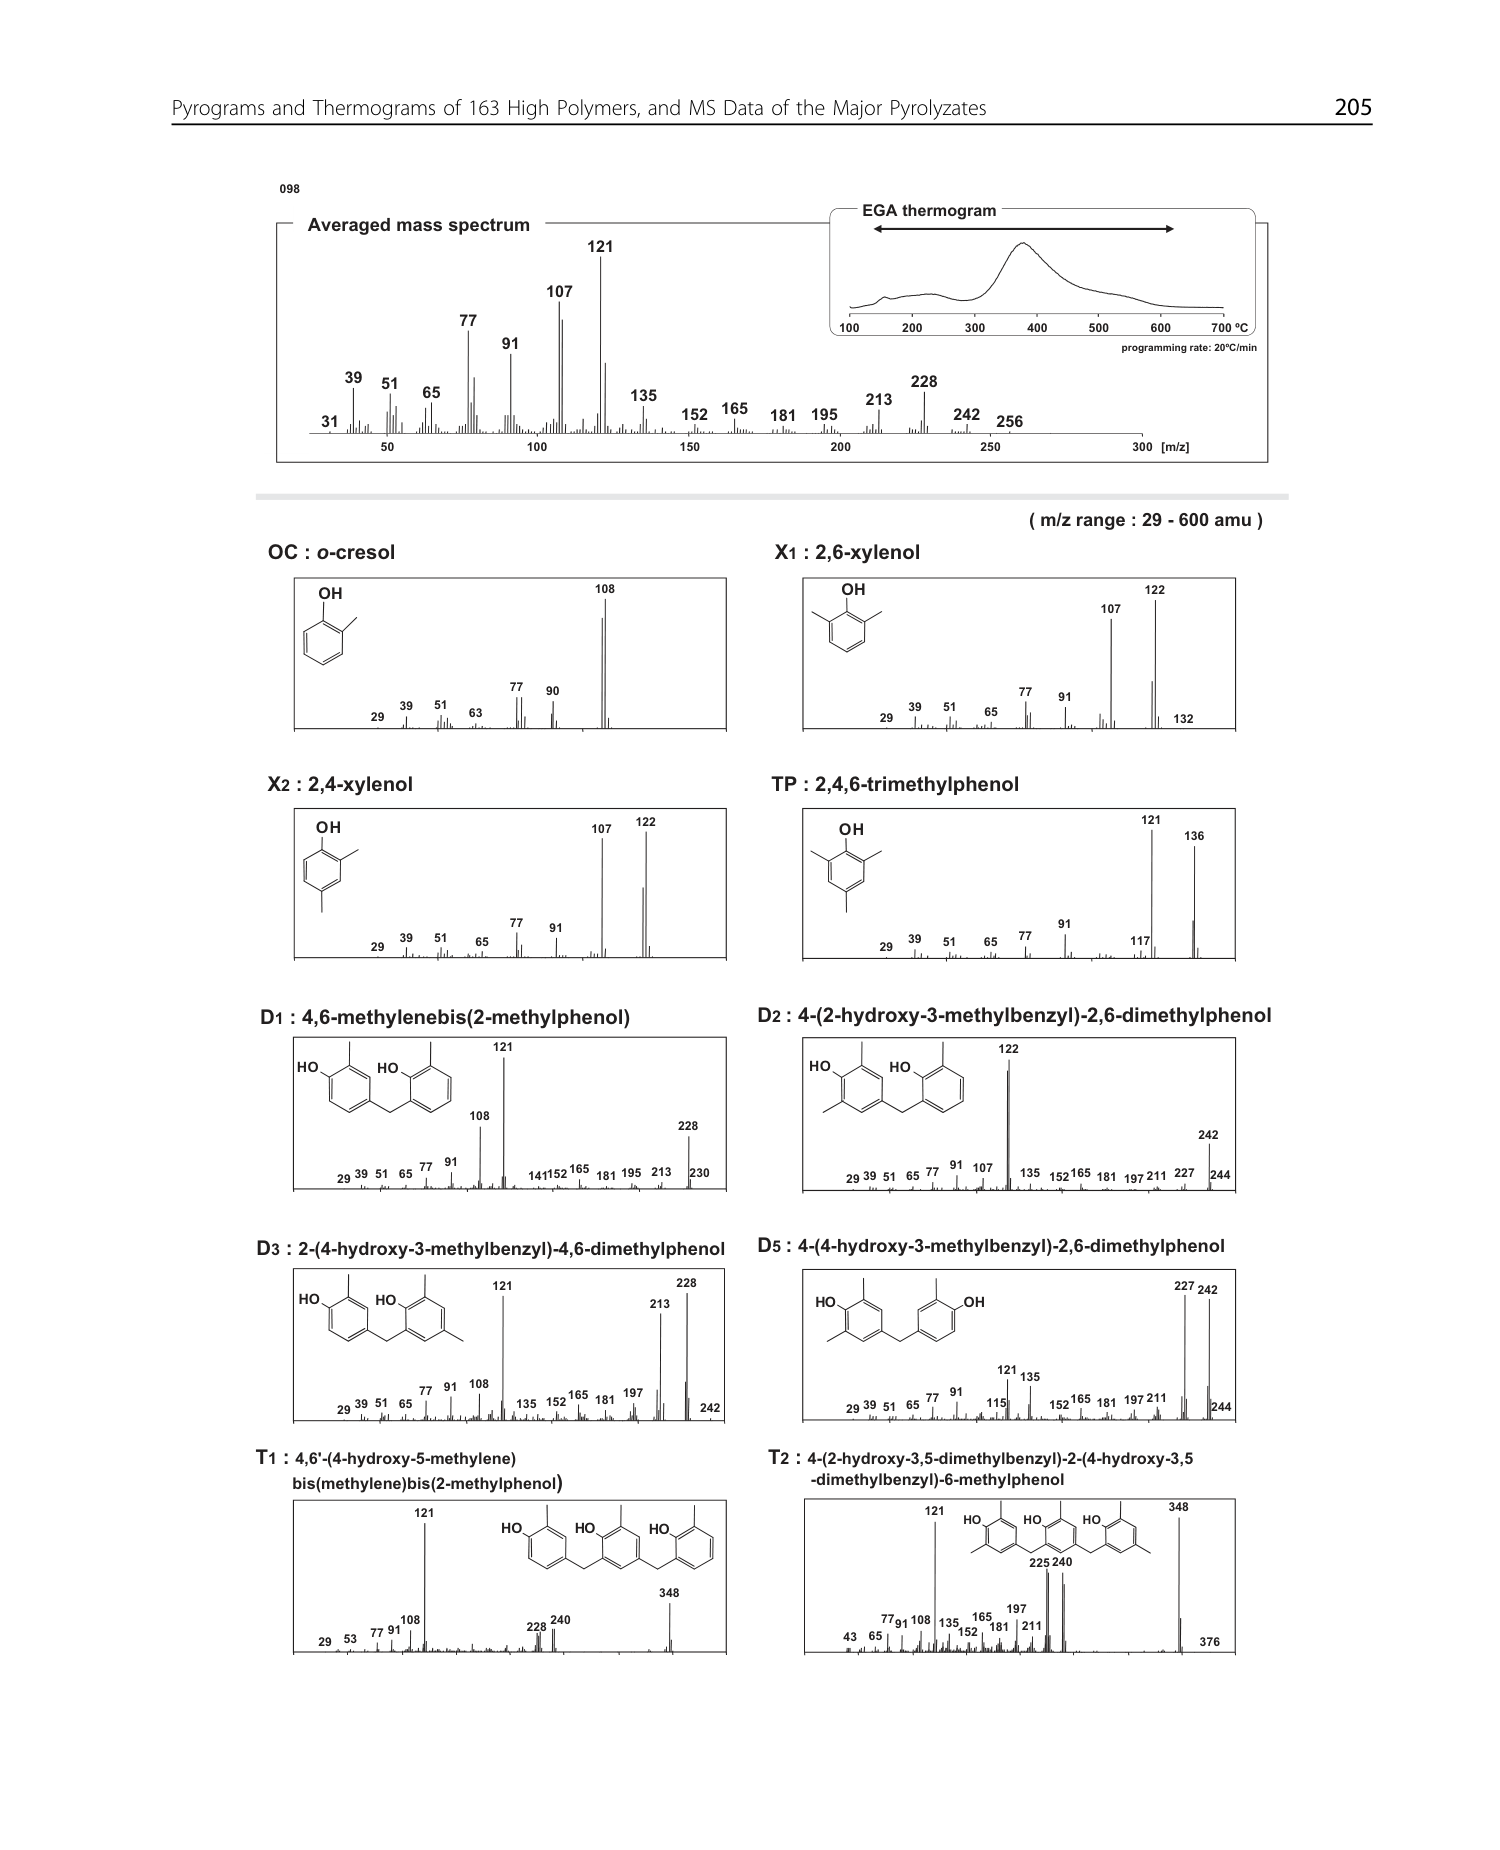 Pyrograms and Thermograms of 163 High Polymers, and MS Data of the Major Pyrolyzates 205
098
Averaged mass spectrum
EGA thermogram
100 200 300 400 500 600 700 ºC
programming rate: 20ºC/min
31 39 51 65 77 91 107 121 135 152 165 181 195 213 228 242 256
50 100 150 200 250 300 [m/z]
( m/z range : 29 - 600 amu )
OC : o-cresol
OH
29 39 51 63 77 90 108
X1 : 2,6-xylenol
OH
29 39 51 65 77 91 107 122 132
X2 : 2,4-xylenol
OH
29 39 51 65 77 91 107 122
TP : 2,4,6-trimethylphenol
OH
29 39 51 65 77 91 117 121 136
D1 : 4,6-methylenebis(2-methylphenol)
HO HO
29 39 51 65 77 91 108 121 141 152 165 181 195 213 228 230
D2 : 4-(2-hydroxy-3-methylbenzyl)-2,6-dimethylphenol
HO HO
29 39 51 65 77 91 107 122 135 152 165 181 197 211 227 242 244
D3 : 2-(4-hydroxy-3-methylbenzyl)-4,6-dimethylphenol
HO HO
29 39 51 65 77 91 108 121 135 152 165 181 197 213 228 242
D5 : 4-(4-hydroxy-3-methylbenzyl)-2,6-dimethylphenol
HO OH
29 39 51 65 77 91 115 121 135 152 165 181 197 211 227 242 244
T1 : 4,6'-(4-hydroxy-5-methylene)
bis(methylene)bis(2-methylphenol)
HO HO HO
29 53 77 91 108 121 228 240 348
T2 : 4-(2-hydroxy-3,5-dimethylbenzyl)-2-(4-hydroxy-3,5
-dimethylbenzyl)-6-methylphenol
HO HO HO
43 65 77 91 108 121 135 152 165 181 197 211 225 240 348 376